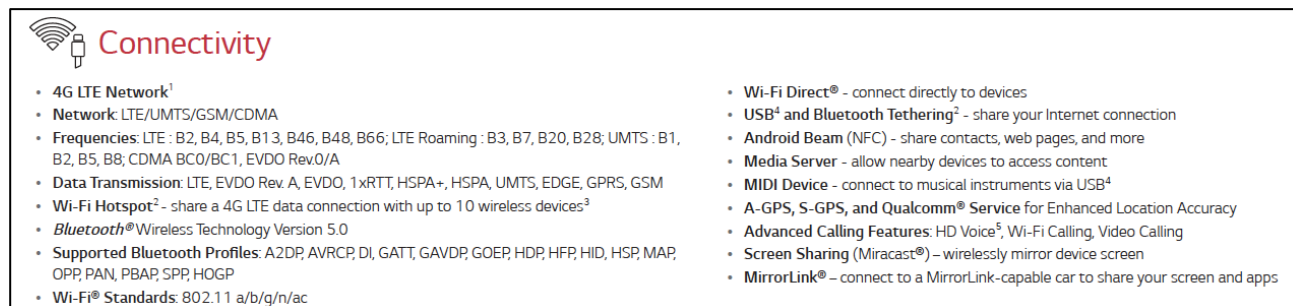 Connectivity
• 4G LTE Network¹
• Network: LTE/UMTS/GSM/CDMA
• Frequencies: LTE : B2, B4, B5, B13, B46, B48, B66; LTE Roaming : B3, B7, B20, B28; UMTS : B1,
B2, B5, B8; CDMA BC0/BC1, EVDO Rev.0/A
• Data Transmission: LTE, EVDO Rev. A, EVDO, 1xRTT, HSPA+, HSPA, UMTS, EDGE, GPRS, GSM
• Wi-Fi Hotspot² - share a 4G LTE data connection with up to 10 wireless devices³
• Bluetooth® Wireless Technology Version 5.0
• Supported Bluetooth Profiles: A2DP, AVRCP, DI, GATT, GAVDP, GOEP, HDP, HFP, HID, HSP, MAP,
OPP, PAN, PBAP, SPP, HOGP
• Wi-Fi® Standards: 802.11 a/b/g/n/ac
• Wi-Fi Direct® - connect directly to devices
• USB⁴ and Bluetooth Tethering² - share your Internet connection
• Android Beam (NFC) - share contacts, web pages, and more
• Media Server - allow nearby devices to access content
• MIDI Device - connect to musical instruments via USB⁴
• A-GPS, S-GPS, and Qualcomm® Service for Enhanced Location Accuracy
• Advanced Calling Features: HD Voice⁵, Wi-Fi Calling, Video Calling
• Screen Sharing (Miracast®) – wirelessly mirror device screen
• MirrorLink® – connect to a MirrorLink-capable car to share your screen and apps